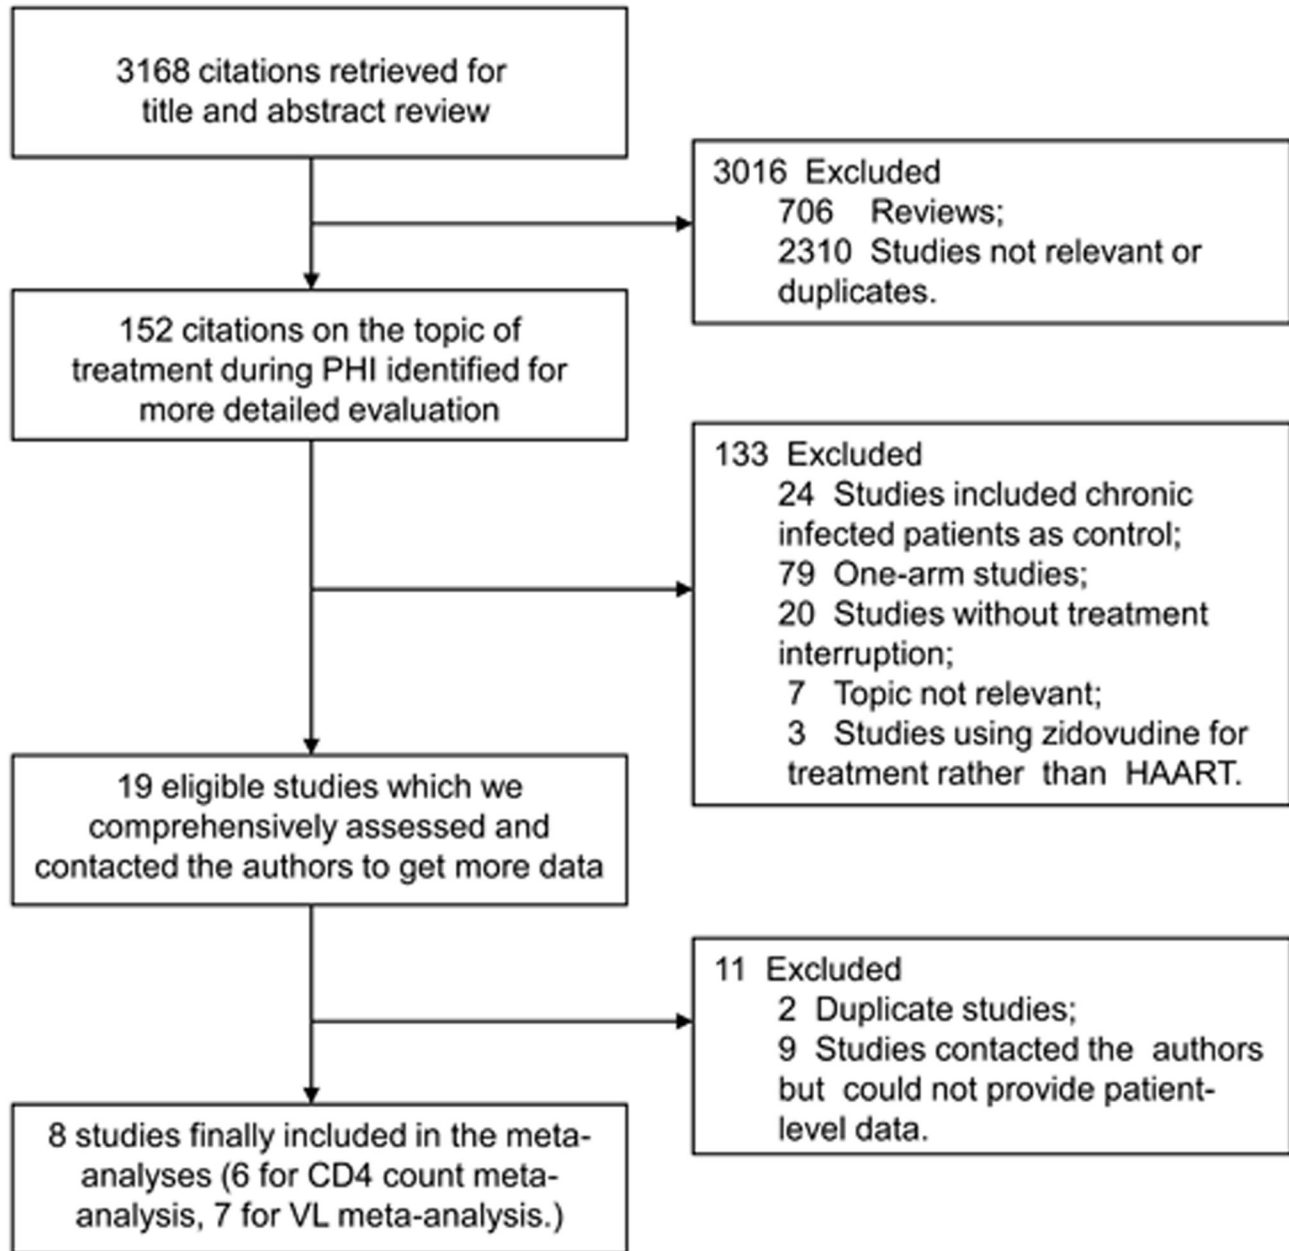 3168 citations retrieved for
title and abstract review
3016 Excluded
706 Reviews;
2310 Studies not relevant or
duplicates.
152 citations on the topic of
treatment during PHI identified for
more detailed evaluation
133 Excluded
24 Studies included chronic
infected patients as control;
79 One-arm studies;
20 Studies without treatment
interruption;
7 Topic not relevant;
3 Studies using zidovudine for
treatment rather than HAART.
19 eligible studies which we
comprehensively assessed and
contacted the authors to get more data
11 Excluded
2 Duplicate studies;
9 Studies contacted the authors
but could not provide patient-
level data.
8 studies finally included in the meta-
analyses (6 for CD4 count meta-
analysis, 7 for VL meta-analysis.)